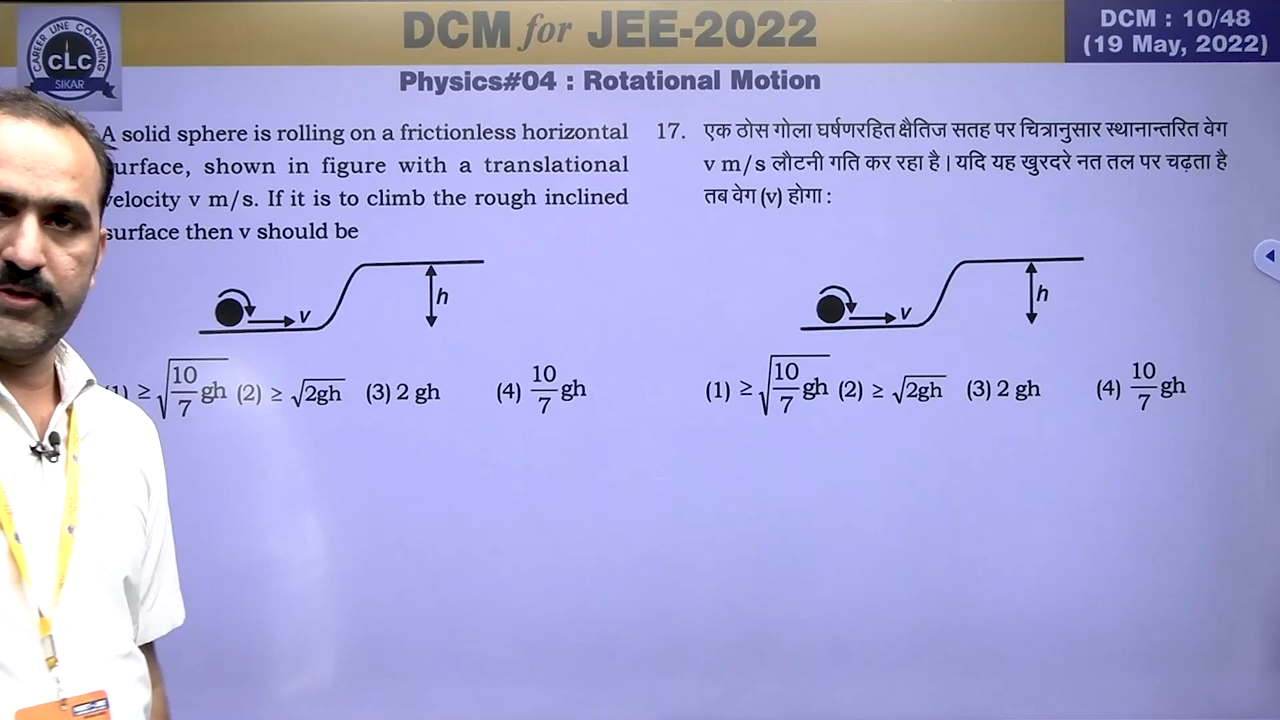 DCM for JEE-2022
DCM : 10/48
(19 May, 2022)
CAREER LINE COACHING
CLC
SIKAR
Physics#04 : Rotational Motion
A solid sphere is rolling on a frictionless horizontal
surface, shown in figure with a translational
velocity v m/s. If it is to climb the rough inclined
surface then v should be
v
h
(1) ≥ √(10/7 gh) (2) ≥ √2gh (3) 2 gh (4) 10/7 gh
17. एक ठोस गोला घर्षणरहित क्षैतिज सतह पर चित्रानुसार स्थानान्तरित वेग
v m/s लौटनी गति कर रहा है। यदि यह खुरदरे नत तल पर चढ़ता है
तब वेग (v) होगा :
v
h
(1) ≥ √(10/7 gh) (2) ≥ √2gh (3) 2 gh (4) 10/7 gh